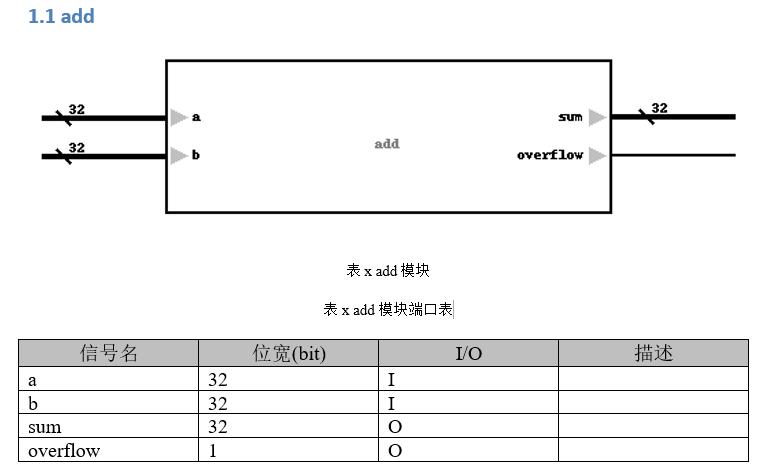 1.1 add
32
a
sum
32
add
32
b
overflow
表 x add 模块
表 x add 模块端口表
信号名 位宽(bit) I/O 描述
a 32 I
b 32 I
sum 32 O
overflow 1 O